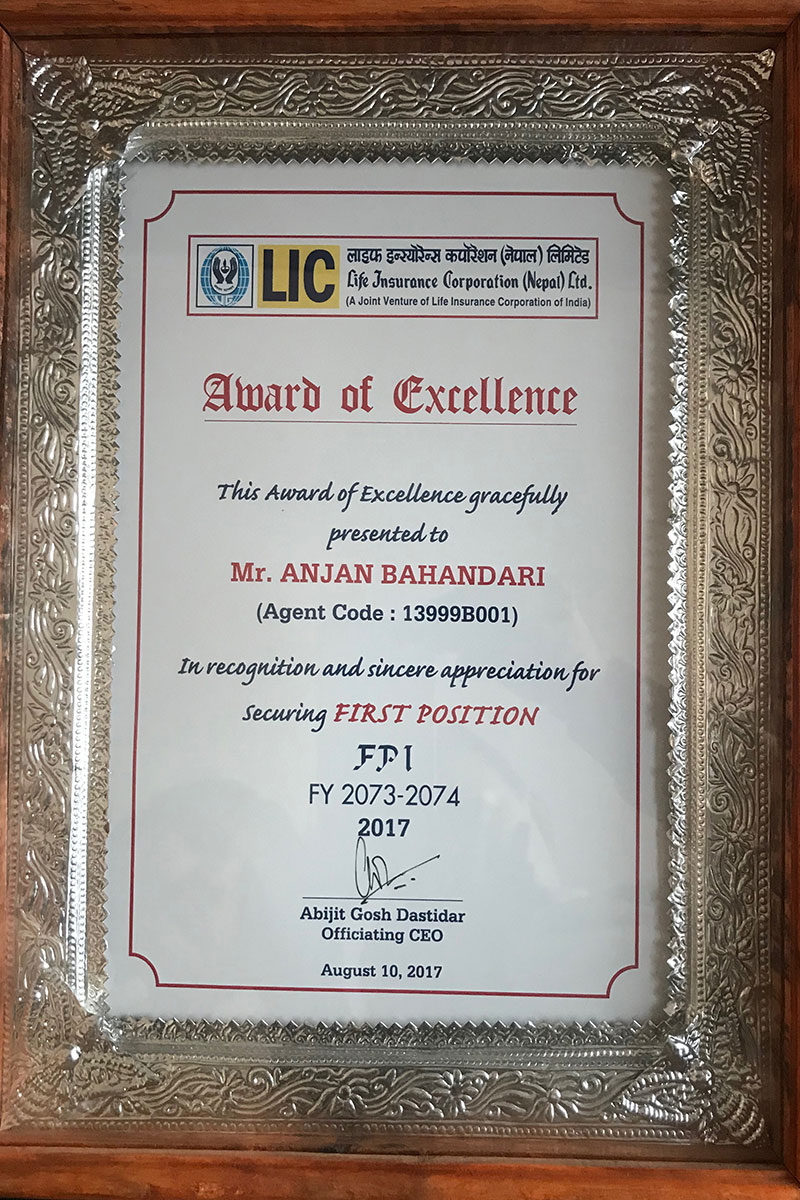 LIC
लाइफ इन्स्योरेन्स कर्पोरेशन (नेपाल) लिमिटेड
Life Insurance Corporation (Nepal) Ltd.
(A Joint Venture of Life Insurance Corporation of India)
Award of Excellence
This Award of Excellence gracefully
presented to
Mr. ANJAN BAHANDARI
(Agent Code : 13999B001)
In recognition and sincere appreciation for
Securing FIRST POSITION
FPI
FY 2073-2074
2017
Abijit Gosh Dastidar
Officiating CEO
August 10, 2017